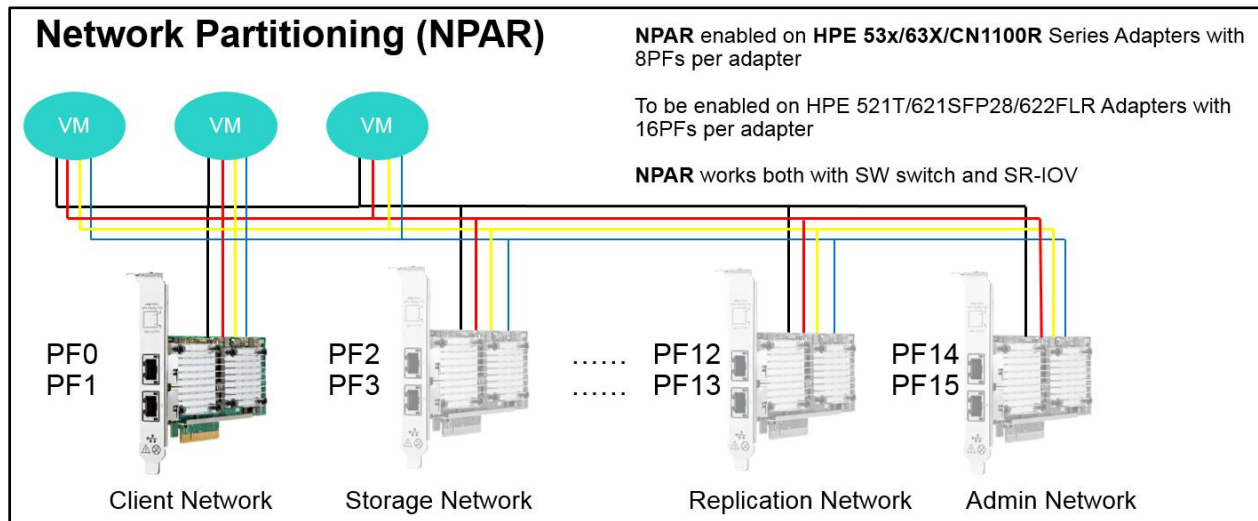 Network Partitioning (NPAR)
NPAR enabled on HPE 53x/63X/CN1100R Series Adapters with
8PFs per adapter
To be enabled on HPE 521T/621SFP28/622FLR Adapters with
16PFs per adapter
NPAR works both with SW switch and SR-IOV
VM
VM
VM
PF0
PF1
PF2
PF3
......
......
PF12
PF13
PF14
PF15
Client Network
Storage Network
Replication Network
Admin Network